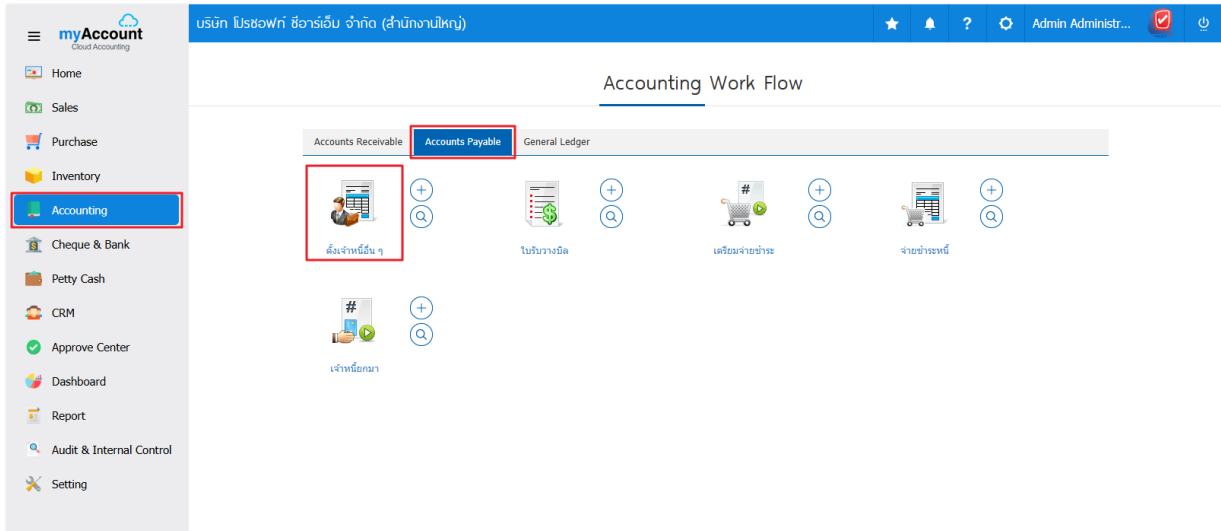 myAccount
Cloud Accounting
บริษัท โปรซอฟท์ ซีอาร์เอ็ม จำกัด (สำนักงานใหญ่)
? Admin Administr...
Home
Sales
Purchase
Inventory
Accounting
Cheque & Bank
Petty Cash
CRM
Approve Center
Dashboard
Report
Audit & Internal Control
Setting
Accounting Work Flow
Accounts Receivable Accounts Payable General Ledger
ตั้งเจ้าหนี้อื่น ๆ ใบรับวางบิล เตรียมจ่ายชำระ จ่ายชำระหนี้
เจ้าหนี้ยกมา